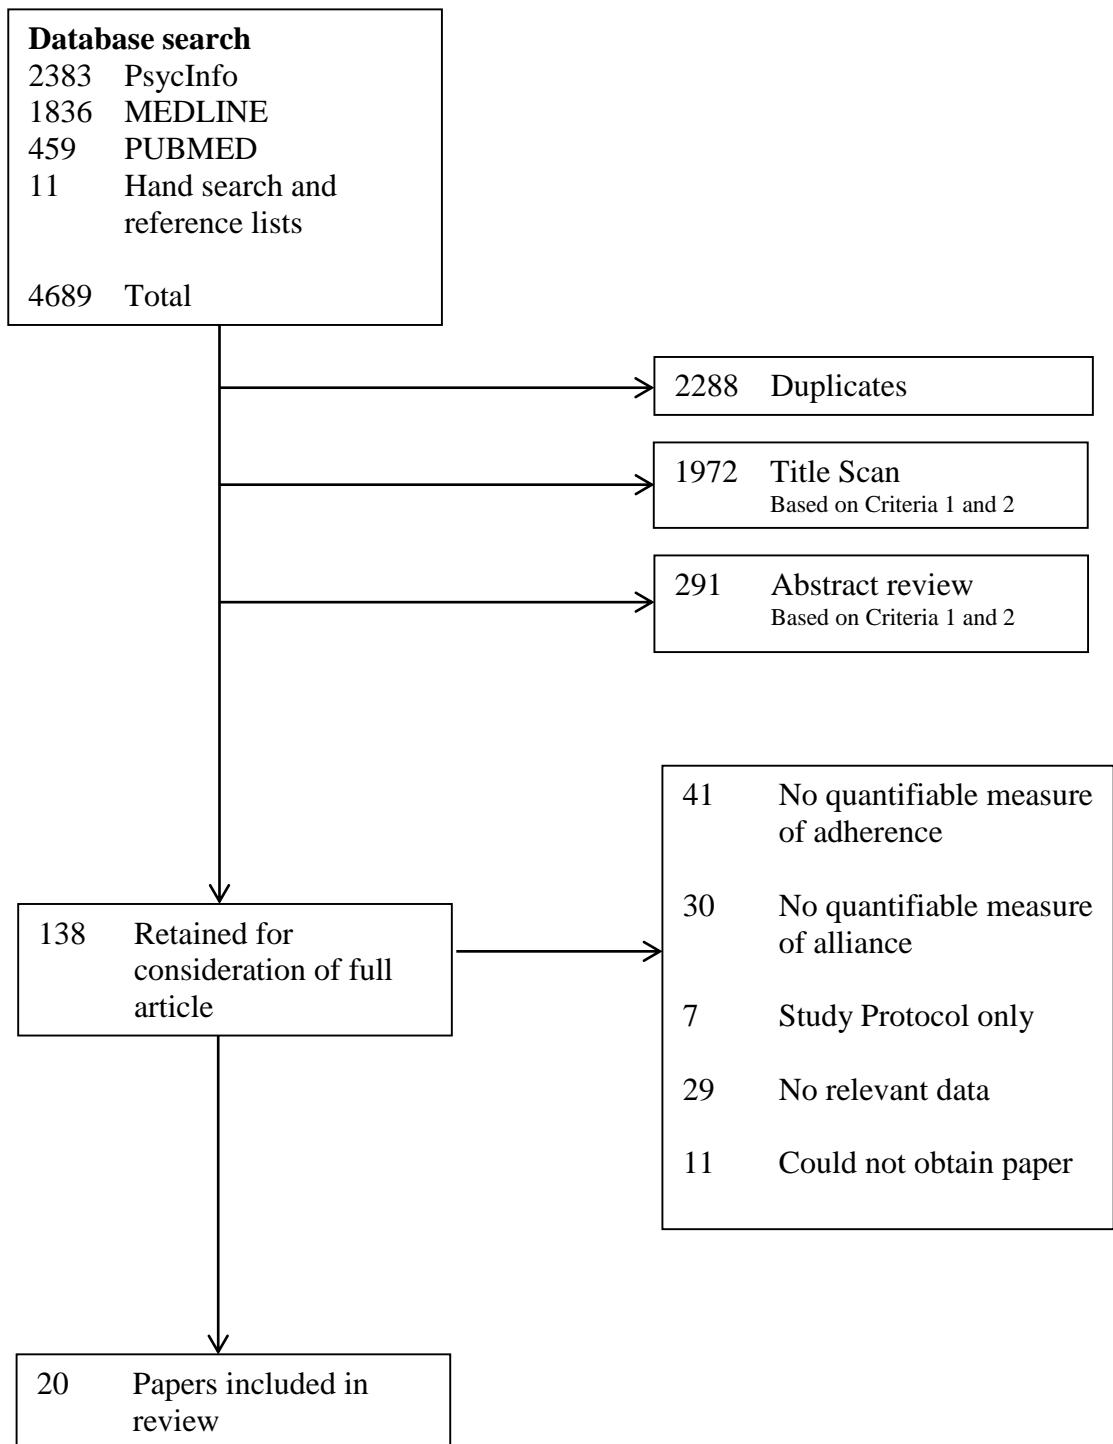 Database search
2383 PsycInfo
1836 MEDLINE
459 PUBMED
11 Hand search and
reference lists
4689 Total
2288 Duplicates
1972 Title Scan
Based on Criteria 1 and 2
291 Abstract review
Based on Criteria 1 and 2
138 Retained for
consideration of full
article
41 No quantifiable measure
of adherence
30 No quantifiable measure
of alliance
7 Study Protocol only
29 No relevant data
11 Could not obtain paper
20 Papers included in
review